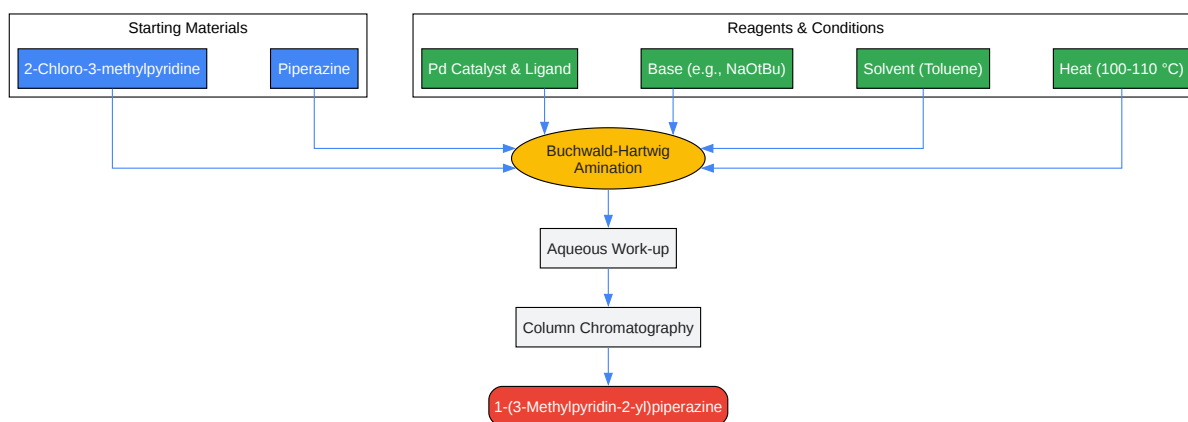 Starting Materials
Reagents & Conditions
2-Chloro-3-methylpyridine
Piperazine
Pd Catalyst & Ligand
Base (e.g., NaOtBu)
Solvent (Toluene)
Heat (100-110 °C)
Buchwald-Hartwig
Amination
Aqueous Work-up
Column Chromatography
1-(3-Methylpyridin-2-yl)piperazine